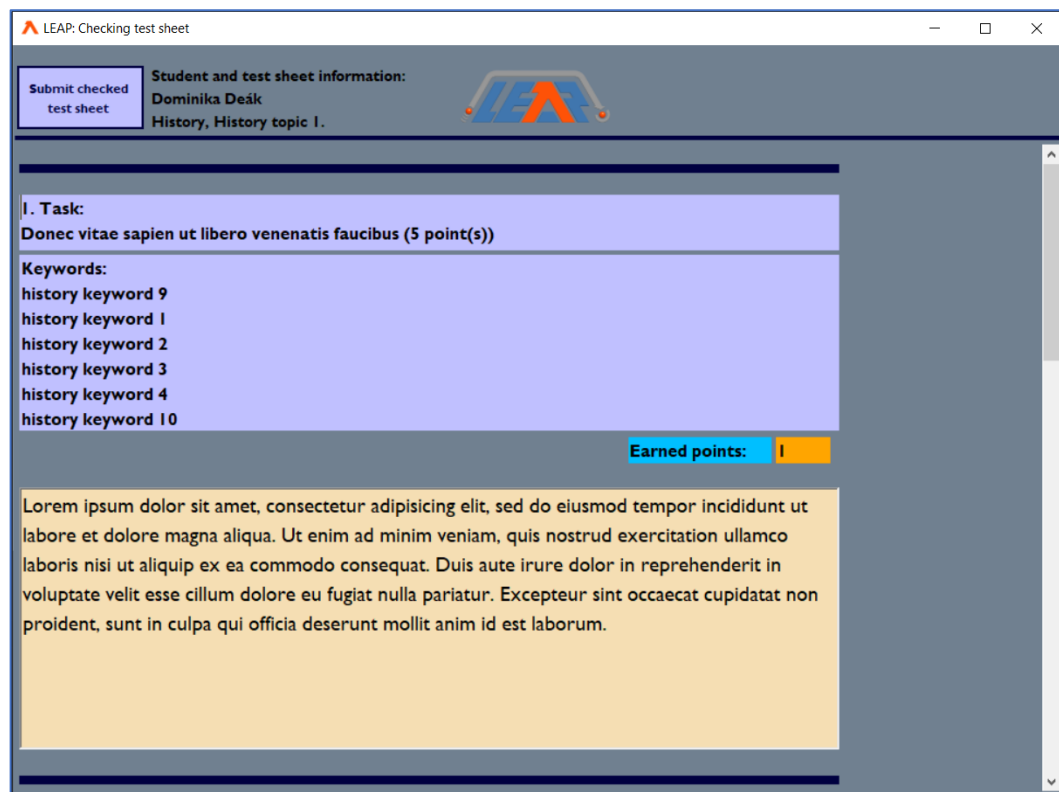 LEAP: Checking test sheet
Submit checked
test sheet
Student and test sheet information:
Dominika Deák
History, History topic 1.
LEAP
1. Task:
Donec vitae sapien ut libero venenatis faucibus (5 point(s))
Keywords:
history keyword 9
history keyword 1
history keyword 2
history keyword 3
history keyword 4
history keyword 10
Earned points: 1
Lorem ipsum dolor sit amet, consectetur adipisicing elit, sed do eiusmod tempor incididunt ut
labore et dolore magna aliqua. Ut enim ad minim veniam, quis nostrud exercitation ullamco
laboris nisi ut aliquip ex ea commodo consequat. Duis aute irure dolor in reprehenderit in
voluptate velit esse cillum dolore eu fugiat nulla pariatur. Excepteur sint occaecat cupidatat non
proident, sunt in culpa qui officia deserunt mollit anim id est laborum.